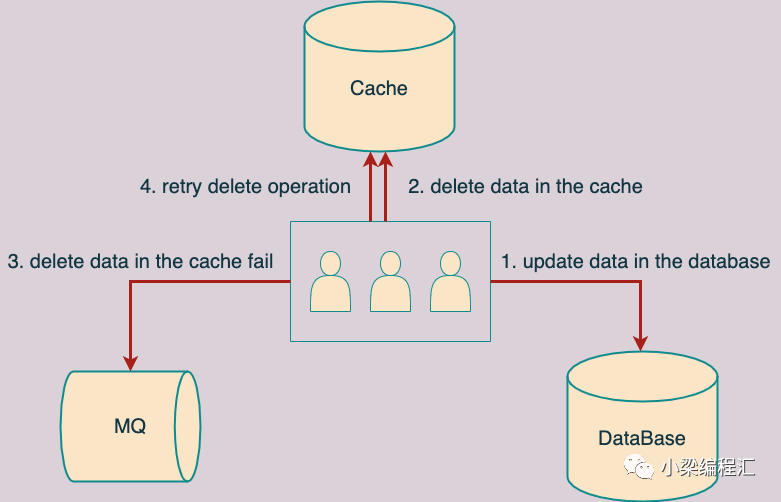 Cache
4. retry delete operation
2. delete data in the cache
3. delete data in the cache fail
1. update data in the database
MQ
DataBase
小梁编程汇